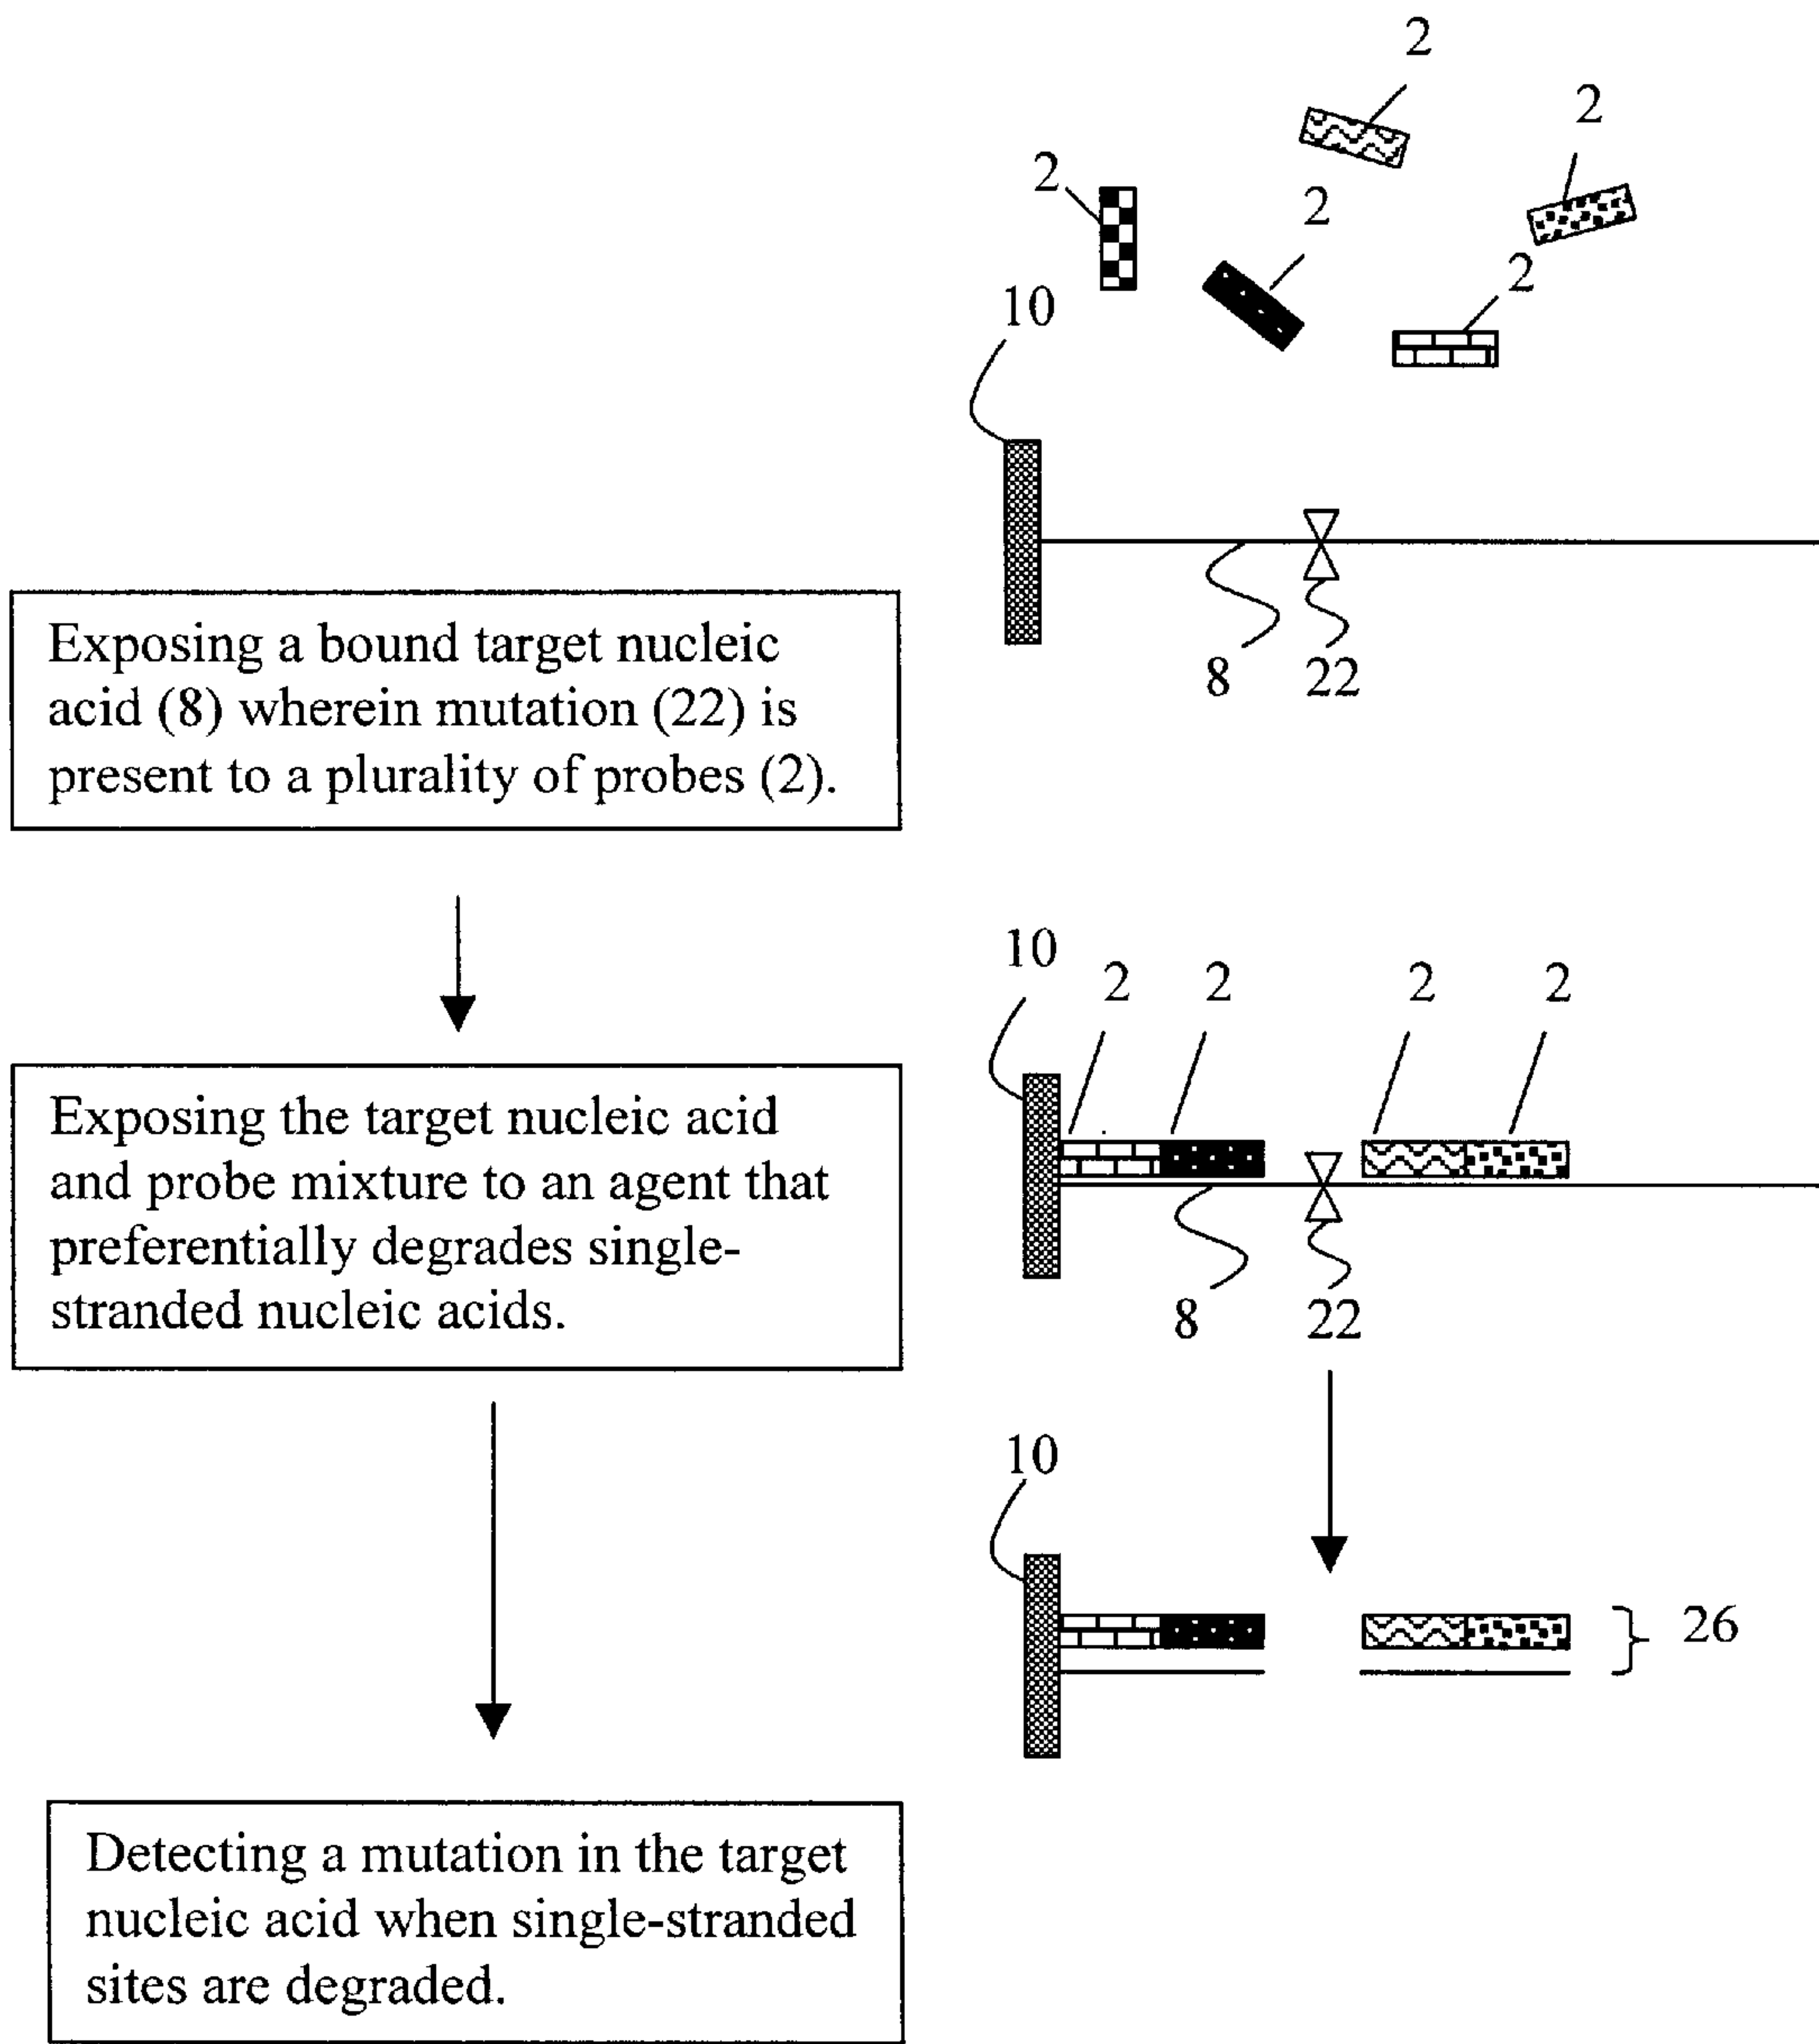 2
2
2
2
2
10
8
22
Exposing a bound target nucleic
acid (8) wherein mutation (22) is
present to a plurality of probes (2).
10
2
2
2
2
Exposing the target nucleic acid
and probe mixture to an agent that
preferentially degrades single-
stranded nucleic acids.
8
22
10
26
Detecting a mutation in the target
nucleic acid when single-stranded
sites are degraded.